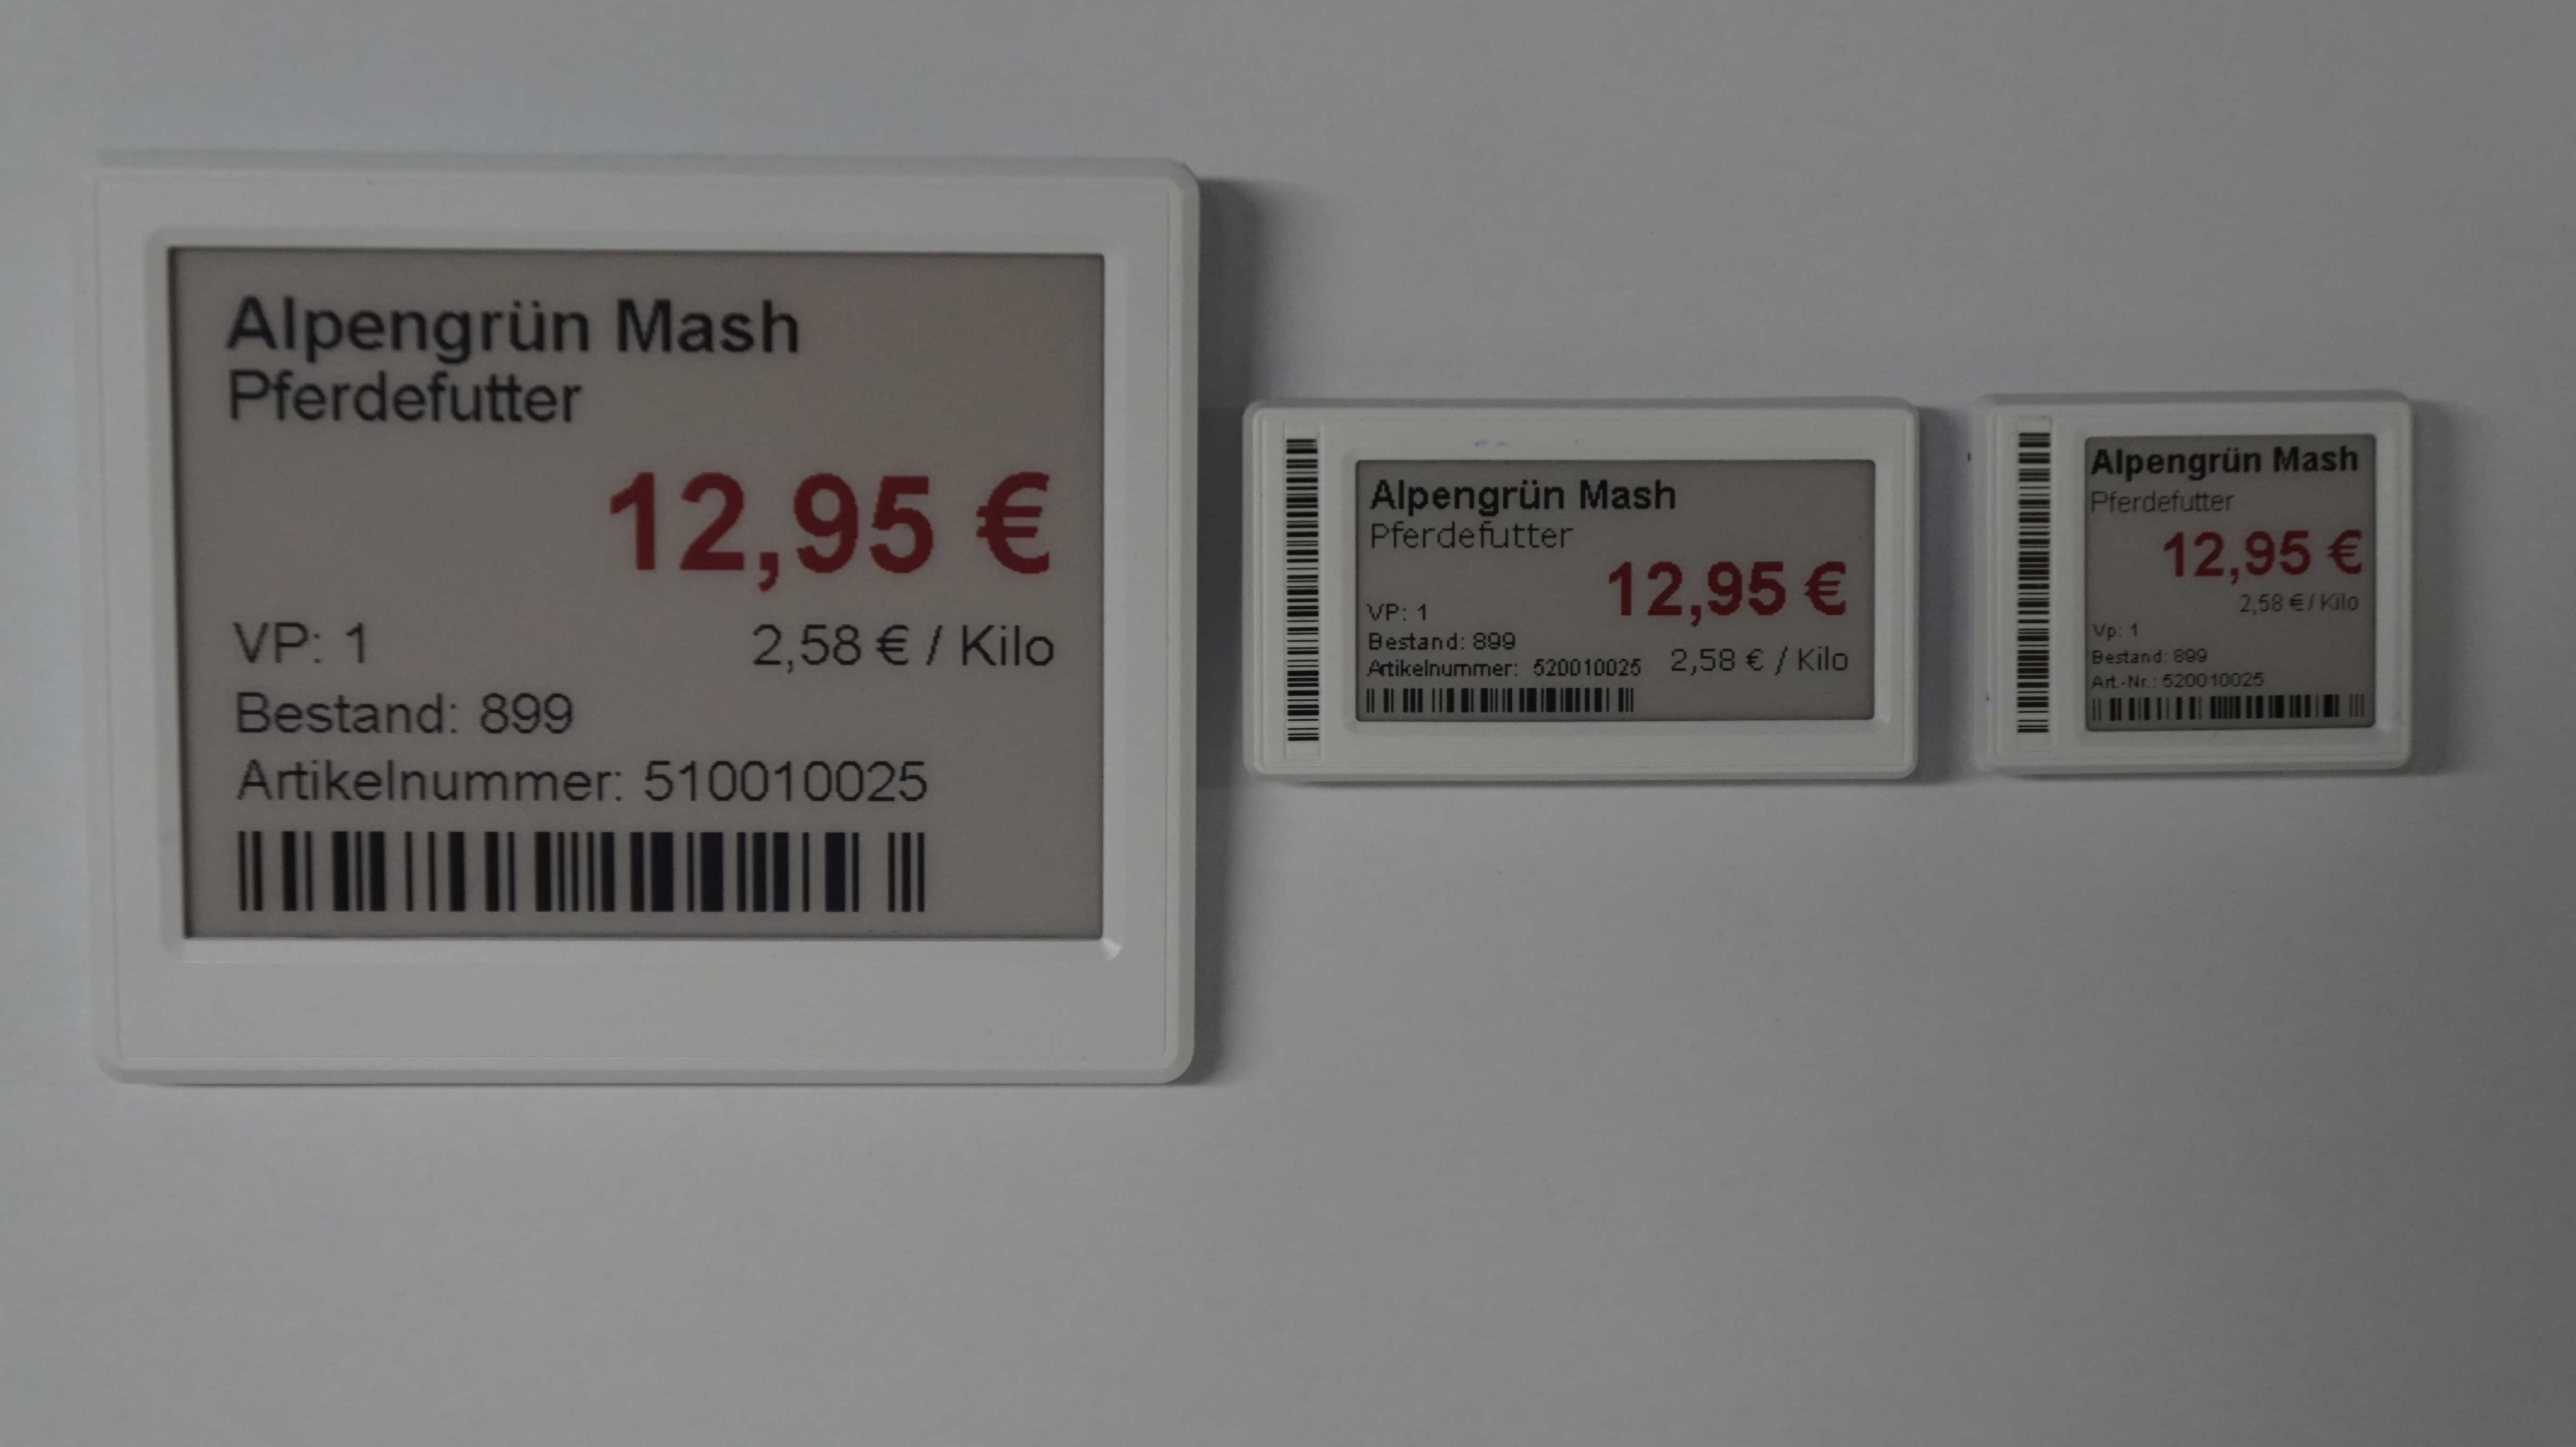 Alpengrün Mash
Pferdefutter
12,95 €
VP: 1
2,58 € / Kilo
Bestand: 899
Artikelnummer: 510010025
Alpengrün Mash
Pferdefutter
12,95 €
VP: 1
Bestand: 899
Artikelnummer: 520010025
2,58 € / Kilo
Alpengrün Mash
Pferdefutter
12,95 €
2,58 € / Kilo
Vp: 1
Bestand: 899
Art.-Nr.: 520010025